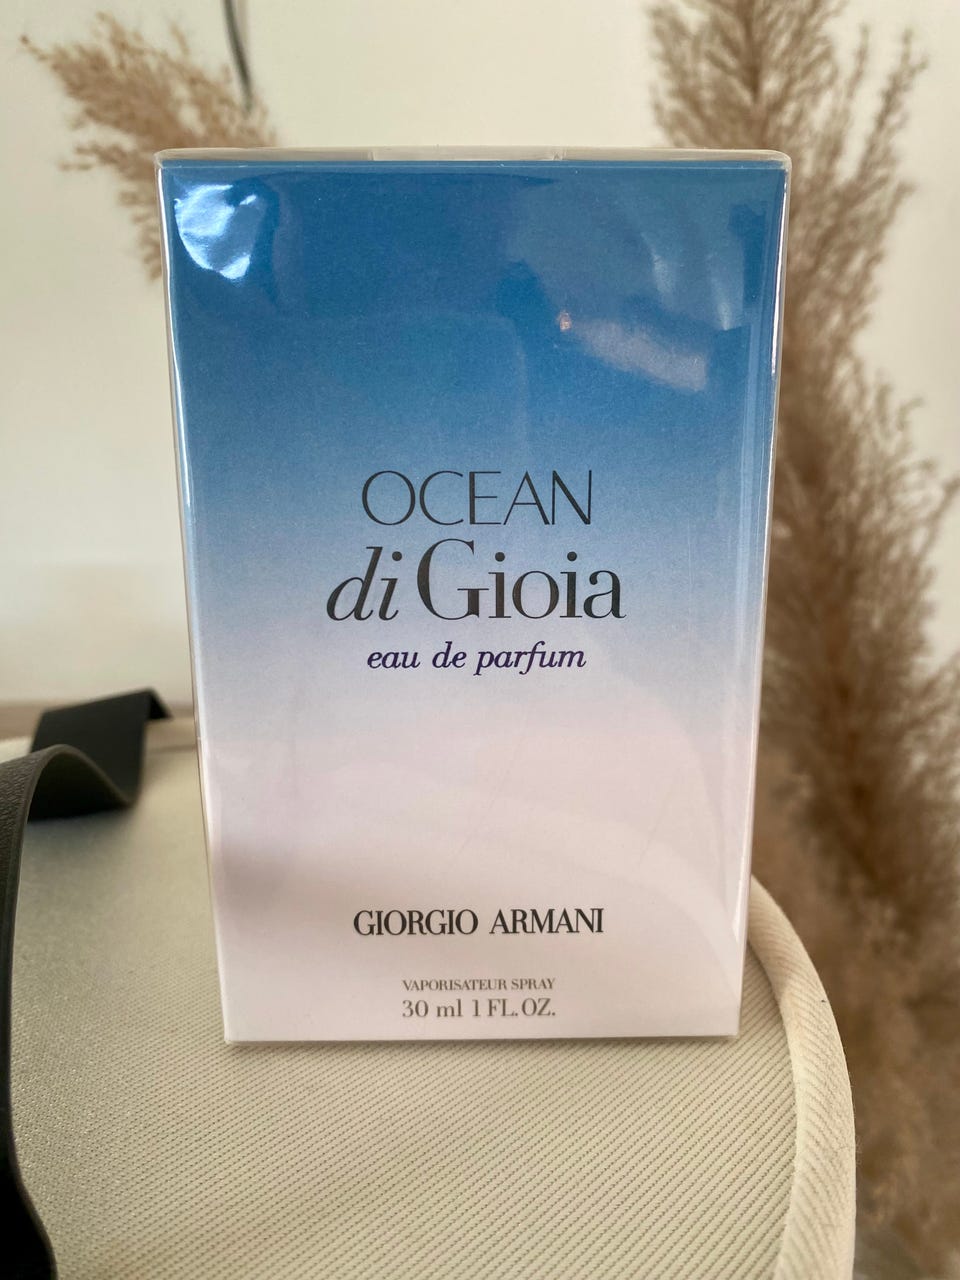 OCEAN
di Gioia
eau de parfum
GIORGIO ARMANI
VAPORISATEUR SPRAY
30 ml 1 FL. OZ.